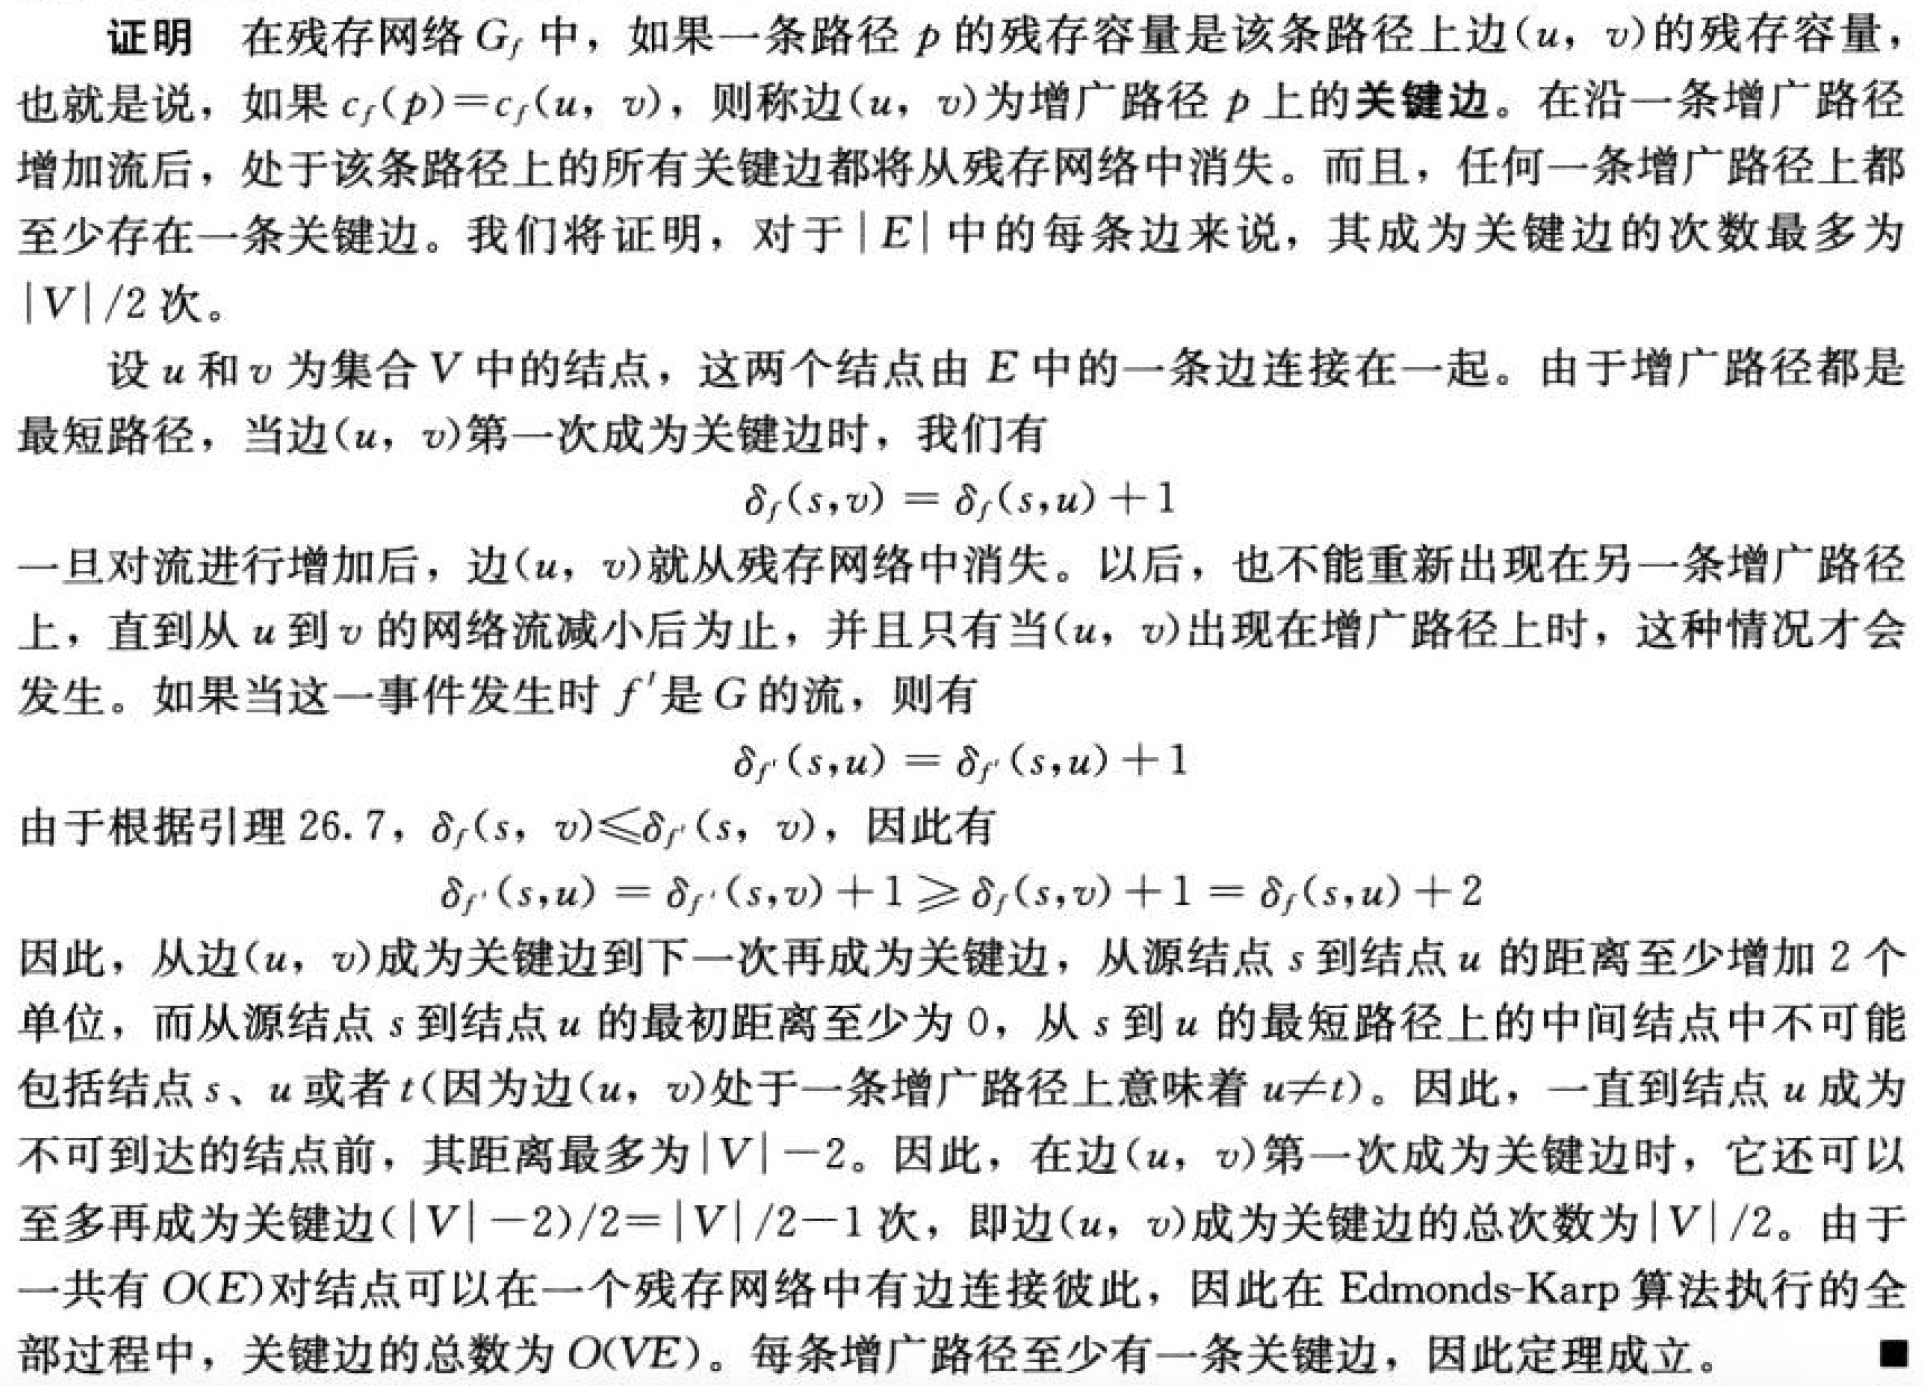 证明 在残存网络 G_f 中，如果一条路径 p 的残存容量是该条路径上边(u，v)的残存容量，
也就是说，如果 c_f(p)=c_f(u，v)，则称边(u，v)为增广路径 p 上的关键边。在沿一条增广路径
增加流后，处于该条路径上的所有关键边都将从残存网络中消失。而且，任何一条增广路径上都
至少存在一条关键边。我们将证明，对于|E|中的每条边来说，其成为关键边的次数最多为
|V|/2 次。
设 u 和 v 为集合 V 中的结点，这两个结点由 E 中的一条边连接在一起。由于增广路径都是
最短路径，当边(u，v)第一次成为关键边时，我们有
δ_f(s,v) = δ_f(s,u)+1
一旦对流进行增加后，边(u，v)就从残存网络中消失。以后，也不能重新出现在另一条增广路径
上，直到从 u 到 v 的网络流减小后为止，并且只有当(u，v)出现在增广路径上时，这种情况才会
发生。如果当这一事件发生时 f′是 G 的流，则有
δ_f′(s,u) = δ_f′(s,u)+1
由于根据引理 26.7，δ_f(s，v)≤δ_f′(s，v)，因此有
δ_f′(s,u) = δ_f′(s,v)+1 ≥ δ_f(s,v)+1 = δ_f(s,u)+2
因此，从边(u，v)成为关键边到下一次再成为关键边，从源结点 s 到结点 u 的距离至少增加 2 个
单位，而从源结点 s 到结点 u 的最初距离至少为 0，从 s 到 u 的最短路径上的中间结点中不可能
包括结点 s、u 或者 t(因为边(u，v)处于一条增广路径上意味着 u≠t)。因此，一直到结点 u 成为
不可到达的结点前，其距离最多为|V|−2。因此，在边(u，v)第一次成为关键边时，它还可以
至多再成为关键边(|V|−2)/2=|V|/2−1 次，即边(u，v)成为关键边的总次数为|V|/2。由于
一共有 O(E)对结点可以在一个残存网络中有边连接彼此，因此在 Edmonds-Karp 算法执行的全
部过程中，关键边的总数为 O(VE)。每条增广路径至少有一条关键边，因此定理成立。 ■